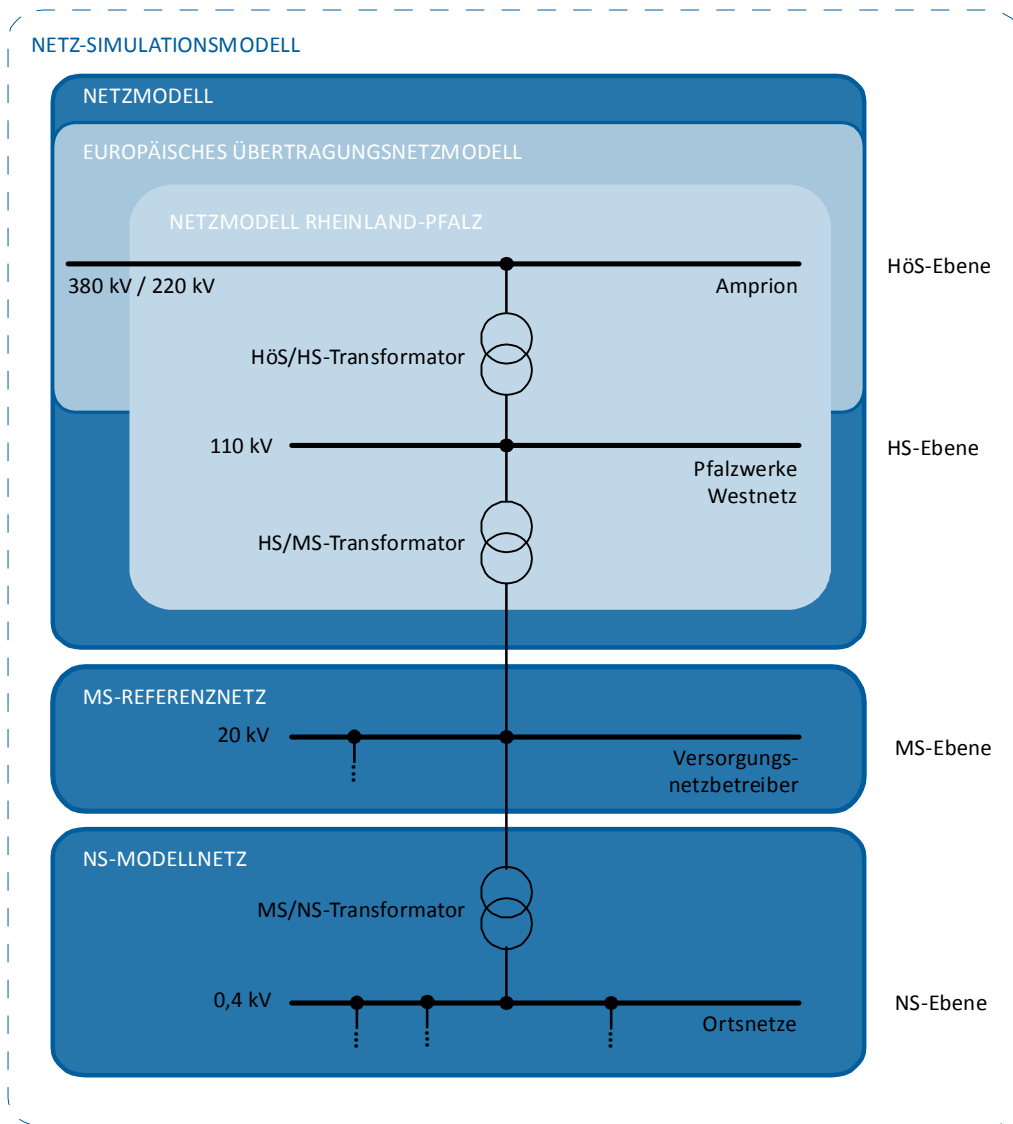 NETZ-SIMULATIONSMODELL
NETZMODELL
EUROPÄISCHES ÜBERTRAGUNGSNETZMODELL
NETZMODELL RHEINLAND-PFALZ
380 kV / 220 kV
Amprion
HöS-Ebene
HöS/HS-Transformator
110 kV
Pfalzwerke
Westnetz
HS-Ebene
HS/MS-Transformator
MS-REFERENZNETZ
20 kV
Versorgungs-
netzbetreiber
MS-Ebene
NS-MODELLNETZ
MS/NS-Transformator
0,4 kV
Ortsnetze
NS-Ebene